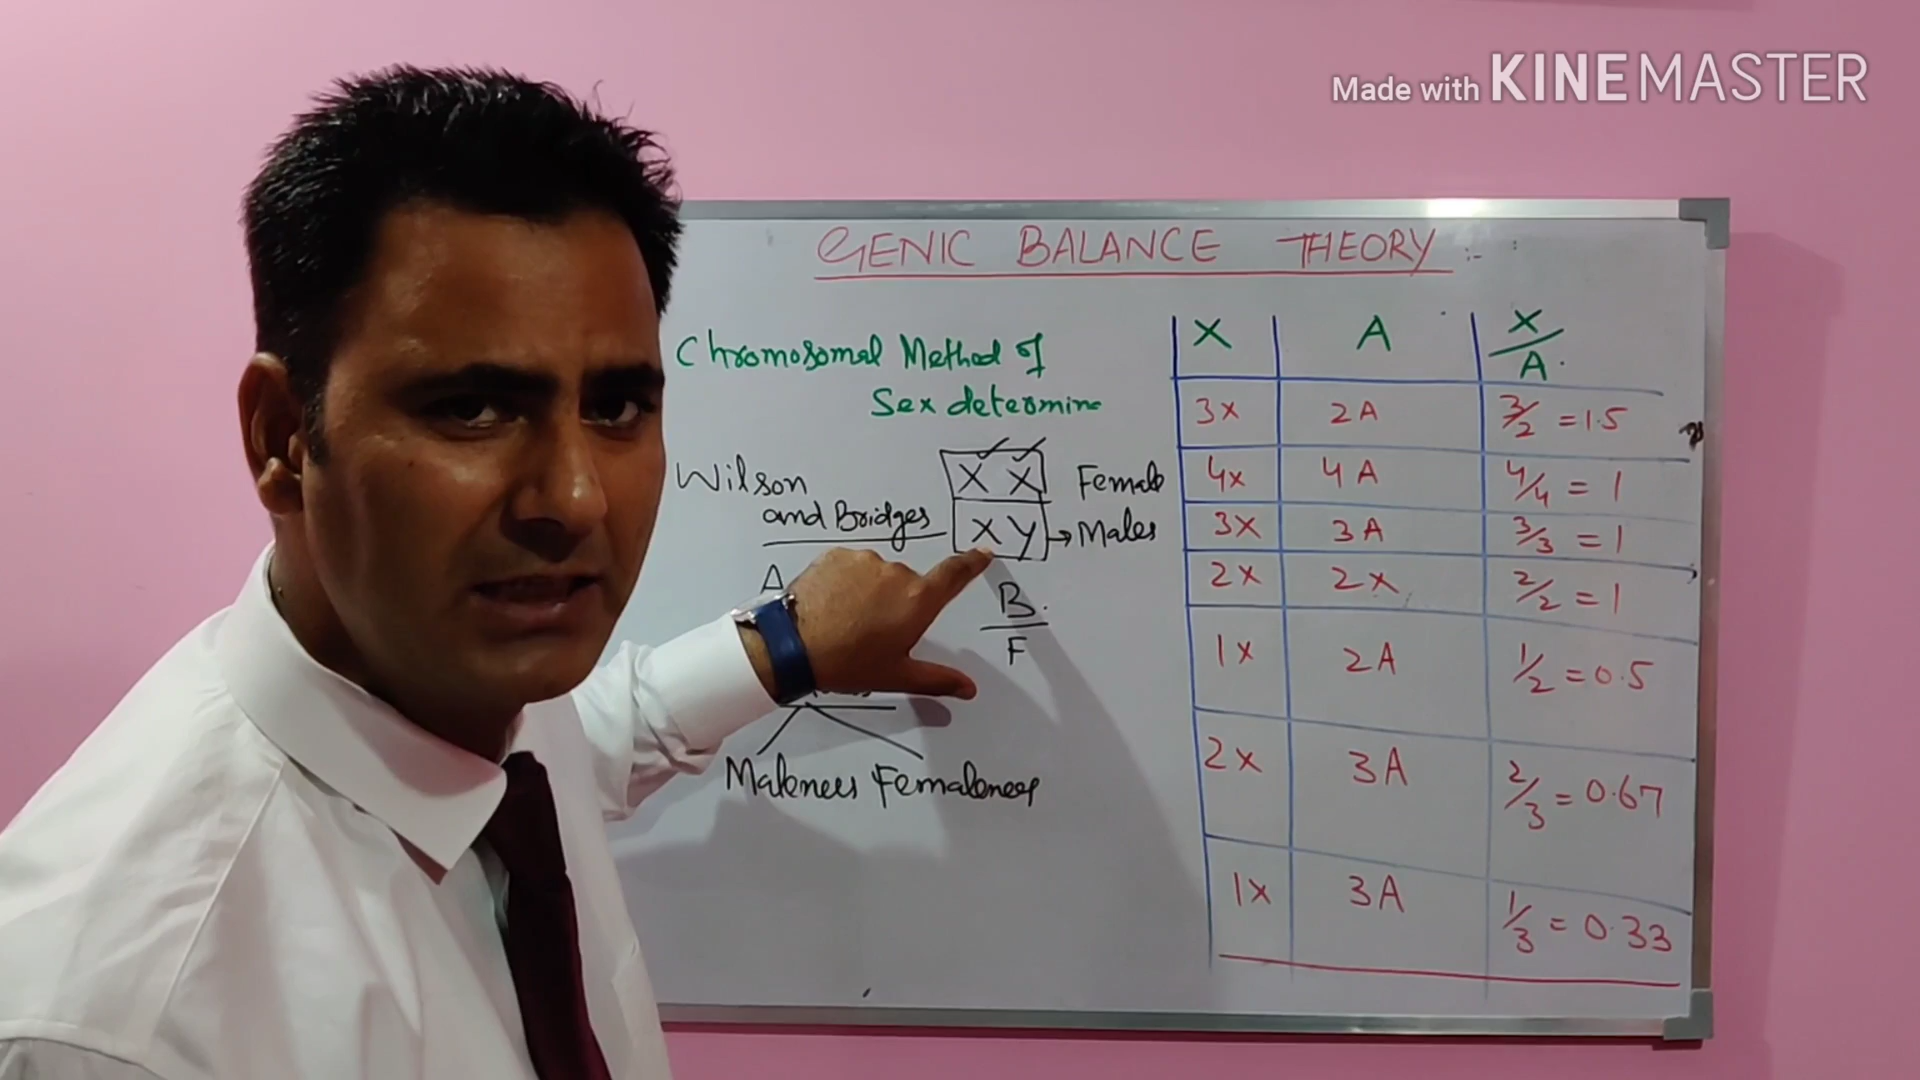 Made with KINEMASTER
GENIC BALANCE THEORY :-
Chromosomal Method of
Sex determine
Wilson
and Bridges
X X Female
X Y → Males
A
B.
F
Maleness Femaleness
X A X/A.
3x 2A 3/2 = 1.5
4x 4A 4/4 = 1
3x 3A 3/3 = 1
2x 2x 2/2 = 1
1x 2A 1/2 = 0.5
2x 3A 2/3 = 0.67
1x 3A 1/3 = 0.33